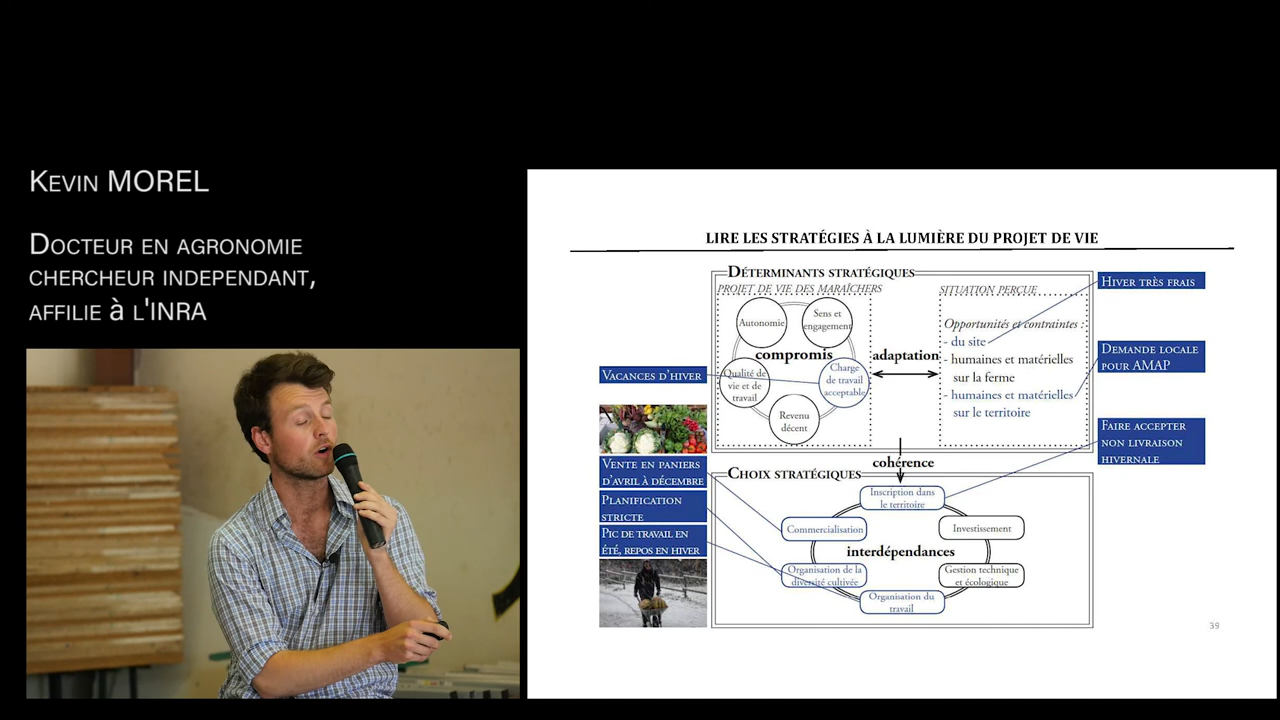 Kevin MOREL
Docteur en agronomie
chercheur independant,
affilie à l'INRA
LIRE LES STRATÉGIES À LA LUMIÈRE DU PROJET DE VIE
Déterminants stratégiques
PROJET DE VIE DES MARAÎCHERS
SITUATION PERÇUE
Autonomie
Sens et
engagement
compromis
Qualité de
vie et de
travail
Charge
de travail
acceptable
Revenu
décent
adaptation
Opportunités et contraintes :
- du site
- humaines et matérielles
sur la ferme
- humaines et matérielles
sur le territoire
Hiver très frais
Demande locale
pour AMAP
Faire accepter
non livraison
hivernale
Vacances d'hiver
Vente en paniers
d'avril à décembre
Planification
stricte
Pic de travail en
été, repos en hiver
cohérence
Choix stratégiques
Inscription dans
le territoire
Commercialisation
Investissement
interdépendances
Organisation de la
diversité cultivée
Gestion technique
et écologique
Organisation du
travail
39